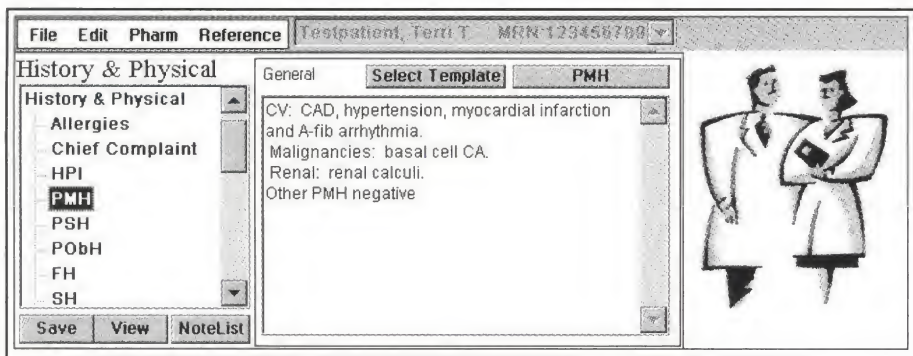 File Edit Pharm Reference Testpatient, Terri T MRN:123456789
History & Physical
History & Physical
Allergies
Chief Complaint
HPI
PMH
PSH
PObH
FH
SH
Save View NoteList
General Select Template PMH
CV: CAD, hypertension, myocardial infarction
and A-fib arrhythmia.
Malignancies: basal cell CA.
Renal: renal calculi.
Other PMH negative